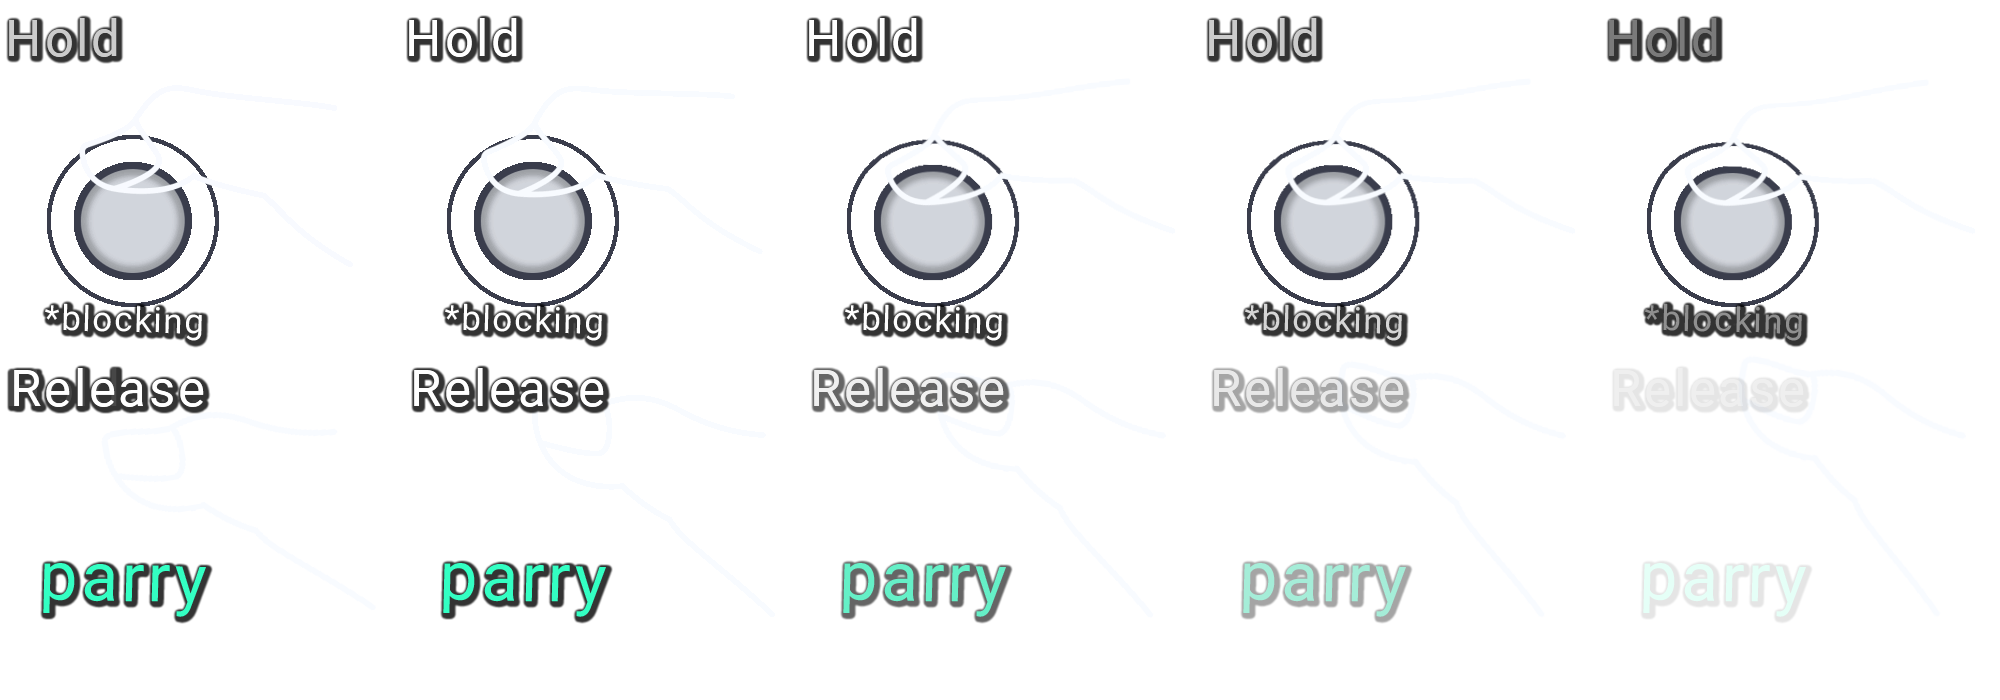 Hold Hold Hold Hold Hold
*blocking *blocking *blocking *blocking *blocking
Release Release Release Release Release
parry parry parry parry parry